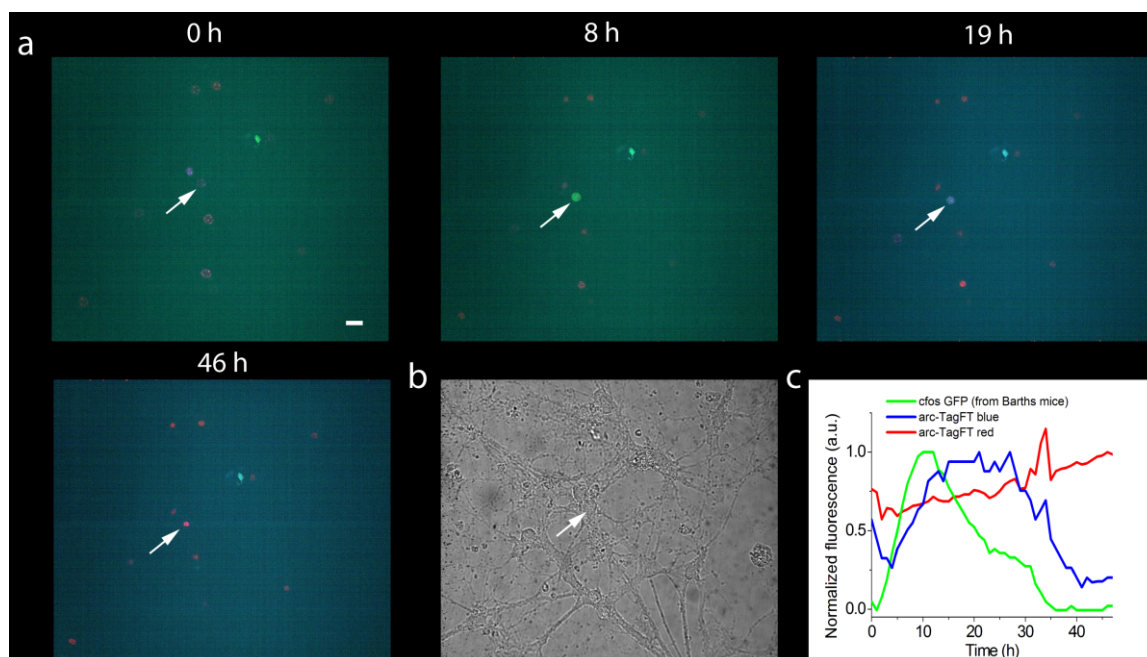 a
0 h
8 h
19 h
46 h
b
c
cfos GFP (from Barths mice)
arc-TagFT blue
arc-TagFT red
Normalized fluorescence (a.u.)
1.0
0.5
0.0
0 10 20 30 40
Time (h)